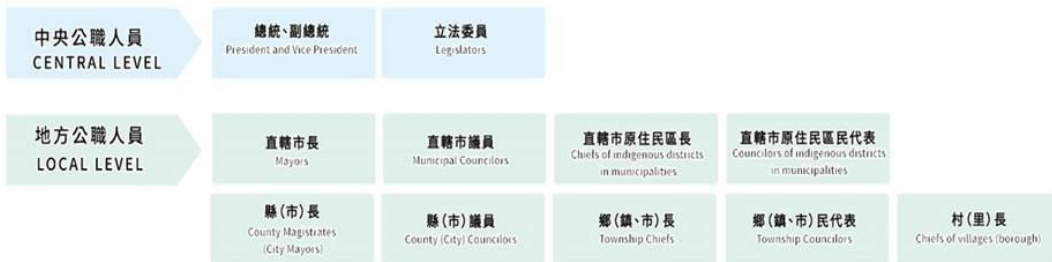 中央公職人員
CENTRAL LEVEL
總統、副總統
President and Vice President
立法委員
Legislators
地方公職人員
LOCAL LEVEL
直轄市長
Mayors
直轄市議員
Municipal Councilors
直轄市原住民區長
Chiefs of indigenous districts
in municipalities
直轄市原住民區民代表
Councilors of indigenous districts
in municipalities
縣(市)長
County Magistrates
(City Mayors)
縣(市)議員
County (City) Councilors
鄉(鎮、市)長
Township Chiefs
鄉(鎮、市)民代表
Township Councilors
村(里)長
Chiefs of villages (borough)